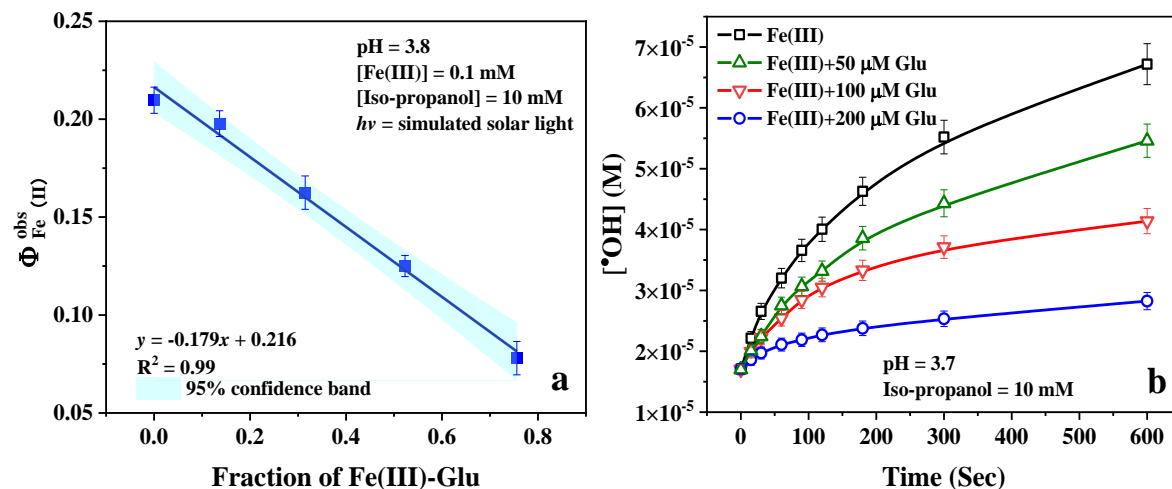 Φ obs Fe (II)
0.20
0.15
0.10
0.05
pH = 3.8
[Fe(III)] = 0.1 mM
[Iso-propanol] = 10 mM
hν = simulated solar light
y = -0.179x + 0.216
R² = 0.99
95% confidence band
a
0.0 0.2 0.4 0.6 0.8
Fraction of Fe(III)-Glu
[•OH] (M)
7×10⁻⁵
6×10⁻⁵
5×10⁻⁵
4×10⁻⁵
3×10⁻⁵
2×10⁻⁵
1×10⁻⁵
Fe(III)
Fe(III)+50 μM Glu
Fe(III)+100 μM Glu
Fe(III)+200 μM Glu
pH = 3.7
Iso-propanol = 10 mM
b
0 100 200 300 400 500 600
Time (Sec)